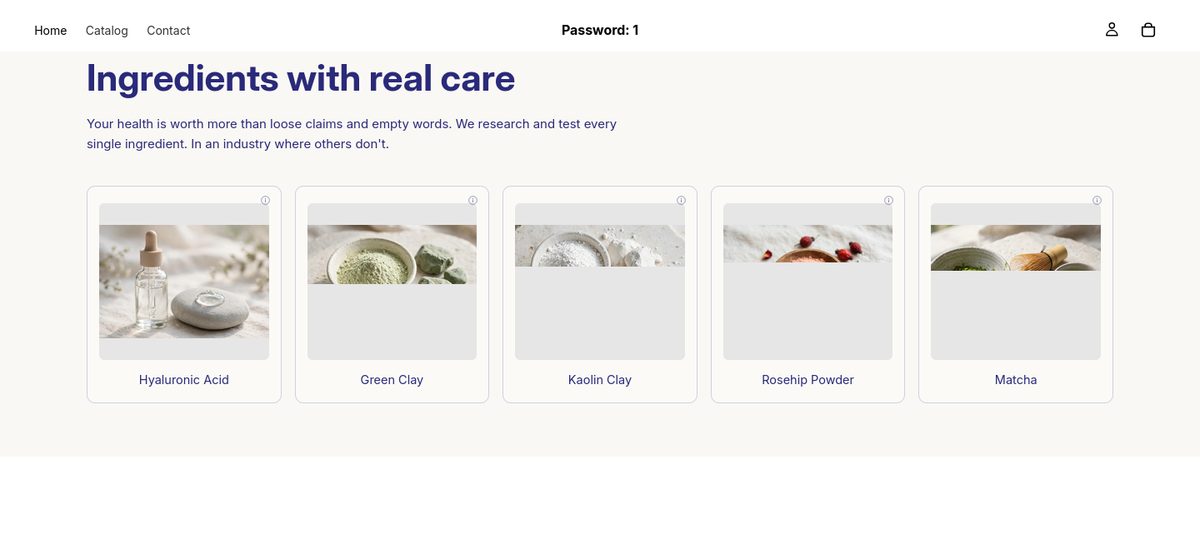 Home Catalog Contact Password: 1
Ingredients with real care
Your health is worth more than loose claims and empty words. We research and test every
single ingredient. In an industry where others don't.
Hyaluronic Acid Green Clay Kaolin Clay Rosehip Powder Matcha